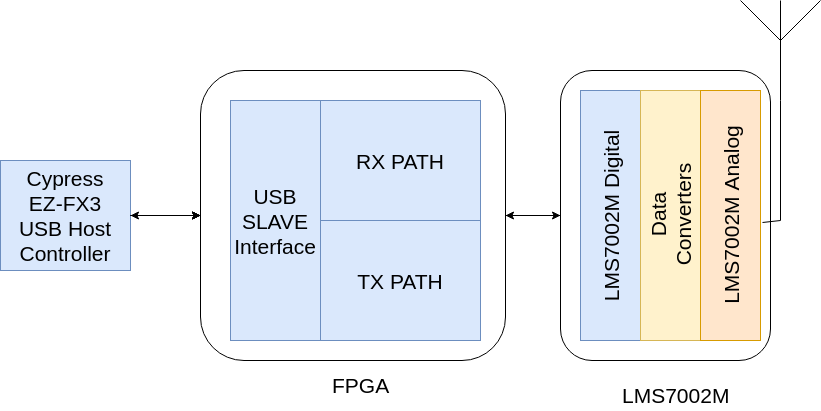 Cypress
EZ-FX3
USB Host
Controller
USB
SLAVE
Interface
RX PATH
TX PATH
FPGA
LMS7002M Digital
Data
Converters
LMS7002M Analog
LMS7002M